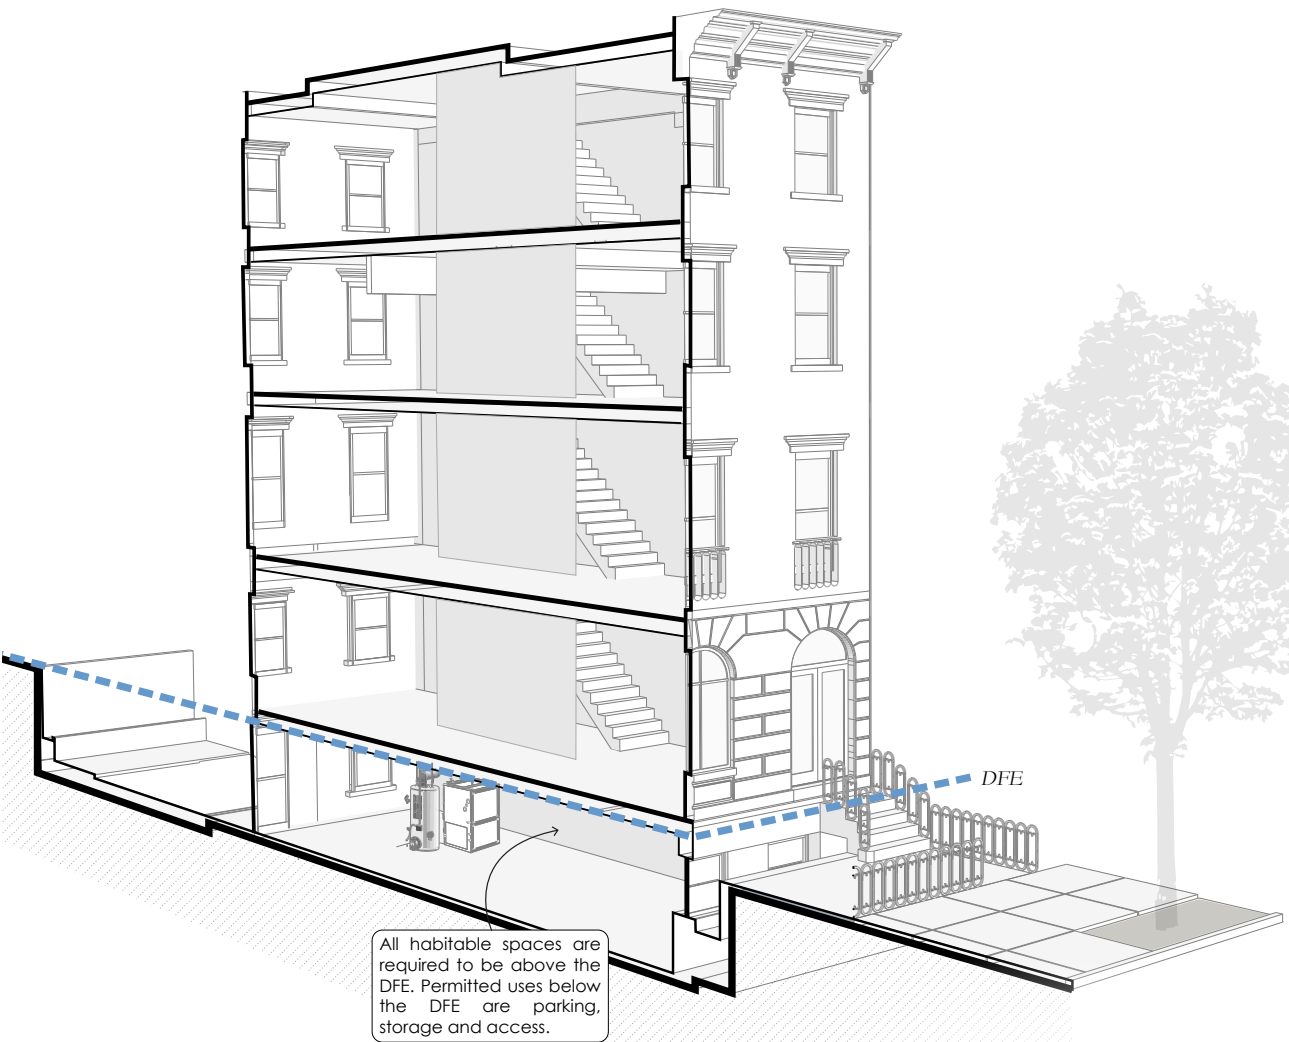 DFE
All habitable spaces are
required to be above the
DFE. Permitted uses below
the DFE are parking,
storage and access.